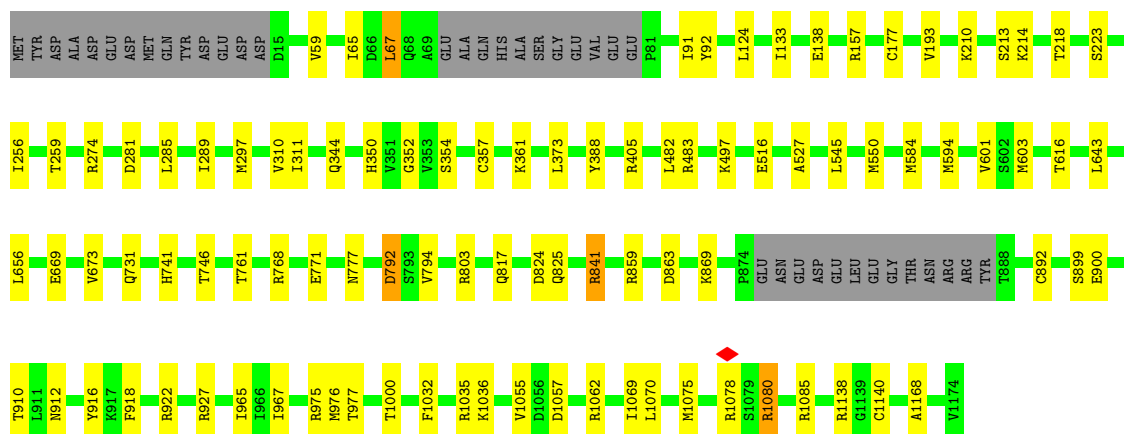 MET TYR ASP ALA ASP GLU ASP MET GLN TYR ASP GLU ASP ASP D15 V59 I65 D66 L67 Q68 A69 GLU ALA GLN HIS ALA SER GLY GLU VAL GLU GLU P81 I91 Y92 L124 I133 E138 R157 C177 V193 K210 S213 K214 T218 S223
I256 T259 R274 D281 L285 I289 M297 V310 I311 Q344 H350 V351 G352 V353 S354 C357 K361 L373 Y388 R405 L482 R483 K497 E516 A527 L545 M550 M584 M594 V601 S602 M603 T616 L643
L656 E669 V673 Q731 H741 T746 T761 R768 E771 N777 D792 S793 V794 R803 Q817 D824 Q825 R841 R859 D863 K869 P874 GLU ASN GLU ASP GLU LEU GLU GLY THR ASN ARG ARG TYR T888 C892 S899 E900
T910 L911 N912 Y916 K917 F918 R922 R927 I965 I966 I967 R975 M976 T977 T1000 F1032 R1035 K1036 V1055 D1056 D1057 R1062 I1069 L1070 M1075 R1078 S1079 R1080 R1085 R1138 G1139 C1140 A1168 V1174